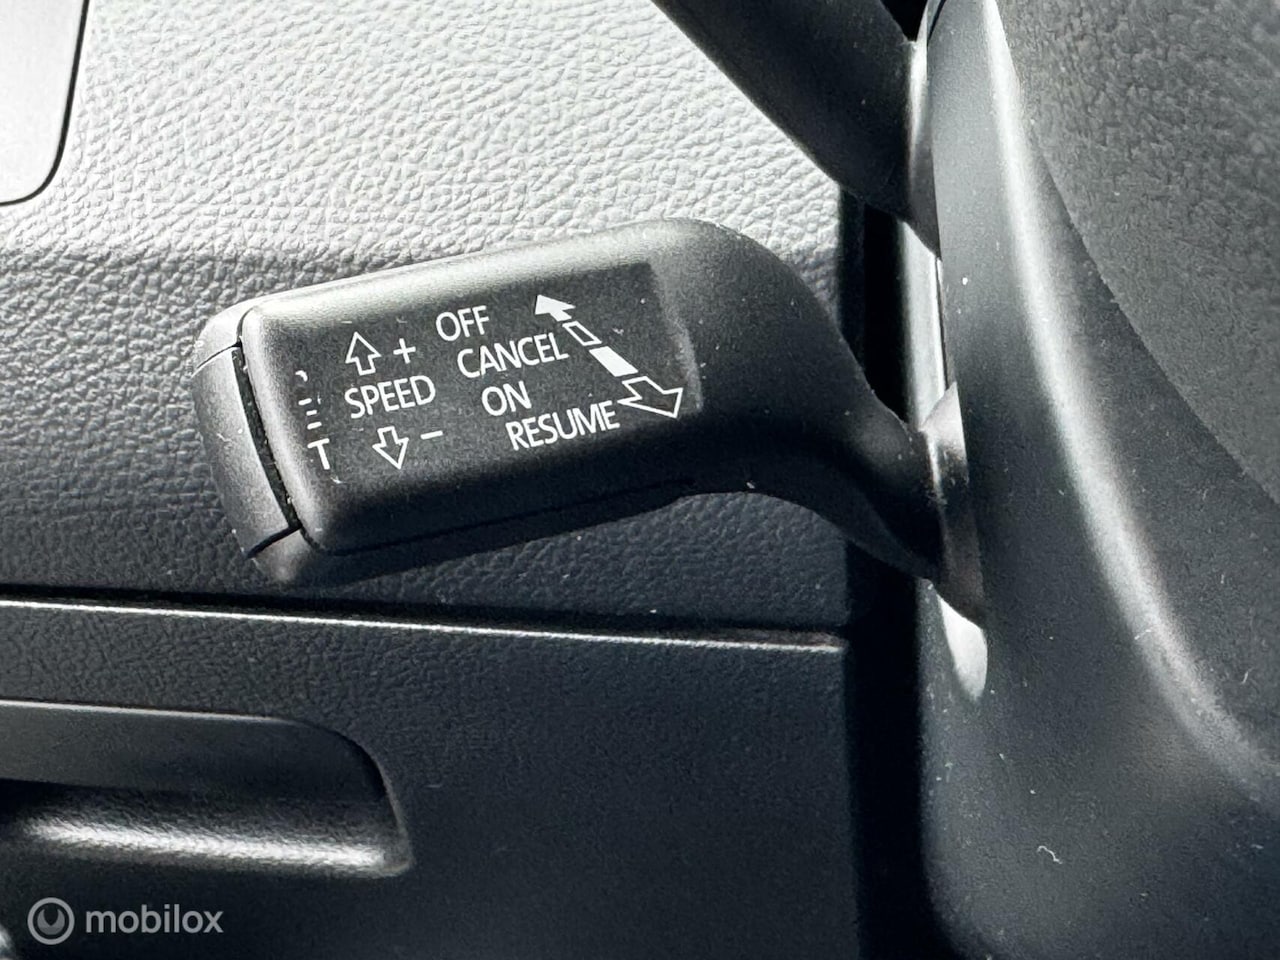 OFF
+ CANCEL
SPEED ON
− RESUME
T
mobilox